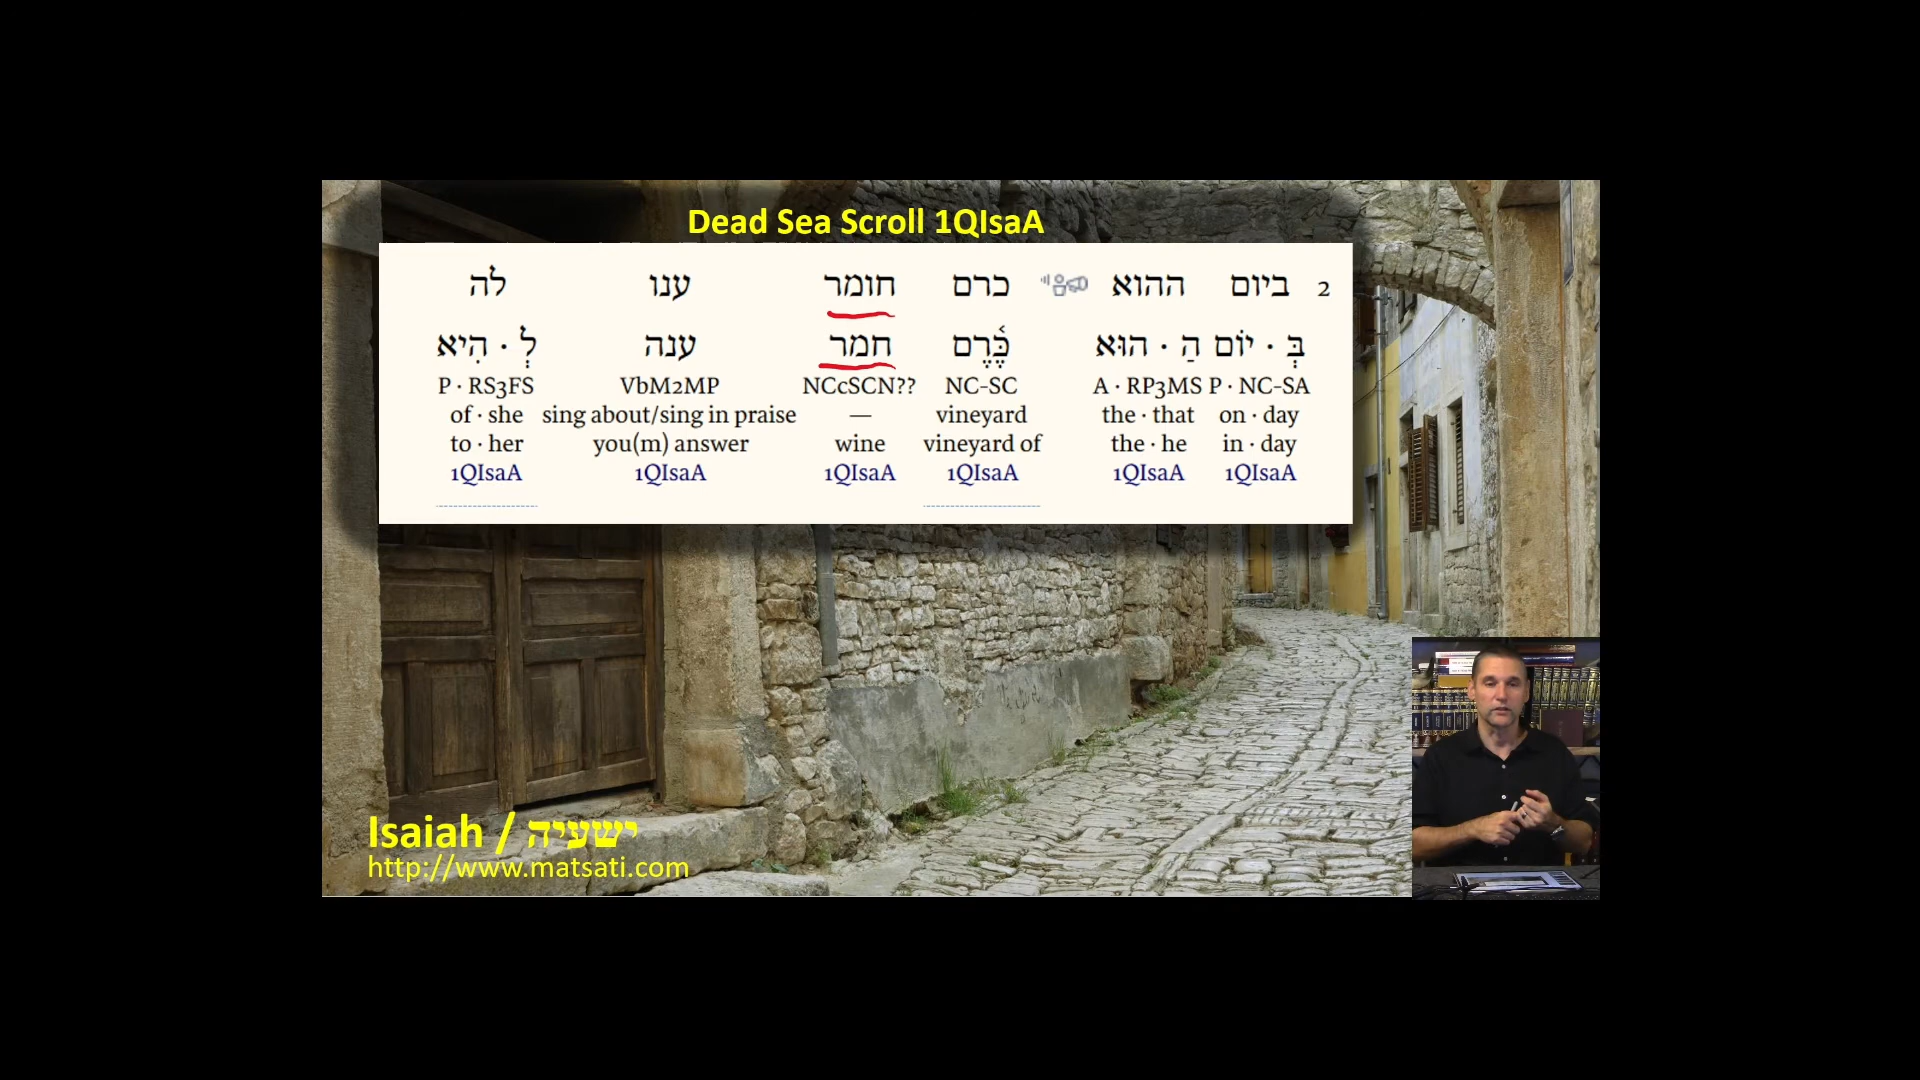 Dead Sea Scroll 1QIsaA
2 ביום ההוא כרם חומר ענו לה
בְּ · יוֹם הַ · הוּא כֶּ֫רֶם חמר ענה לְ · הִיא
P · RS3FS VbM2MP NCcSCN?? NC-SC A · RP3MS P · NC-SA
of · she sing about/sing in praise — vineyard the · that on · day
to · her you(m) answer wine vineyard of the · he in · day
1QIsaA 1QIsaA 1QIsaA 1QIsaA 1QIsaA 1QIsaA
Isaiah / ישעיה
http://www.matsati.com